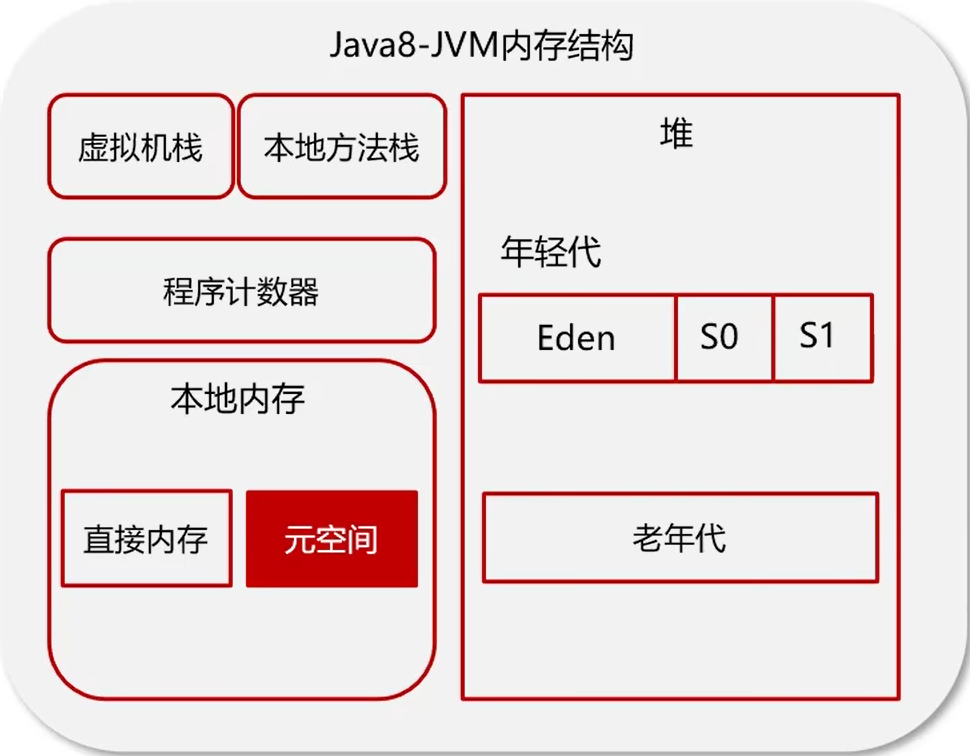 Java8-JVM内存结构
虚拟机栈
本地方法栈
程序计数器
本地内存
直接内存
元空间
堆
年轻代
Eden
S0
S1
老年代